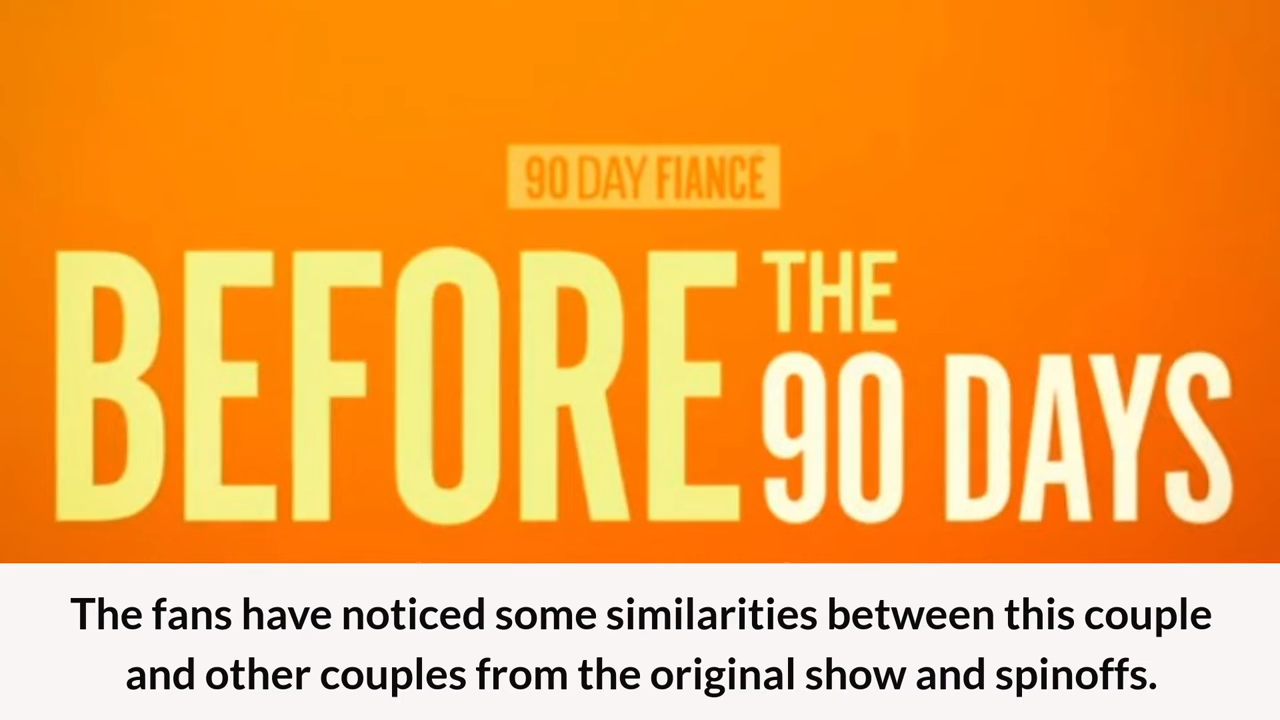 90 DAY FIANCÉ
BEFORE THE
90 DAYS
The fans have noticed some similarities between this couple
and other couples from the original show and spinoffs.